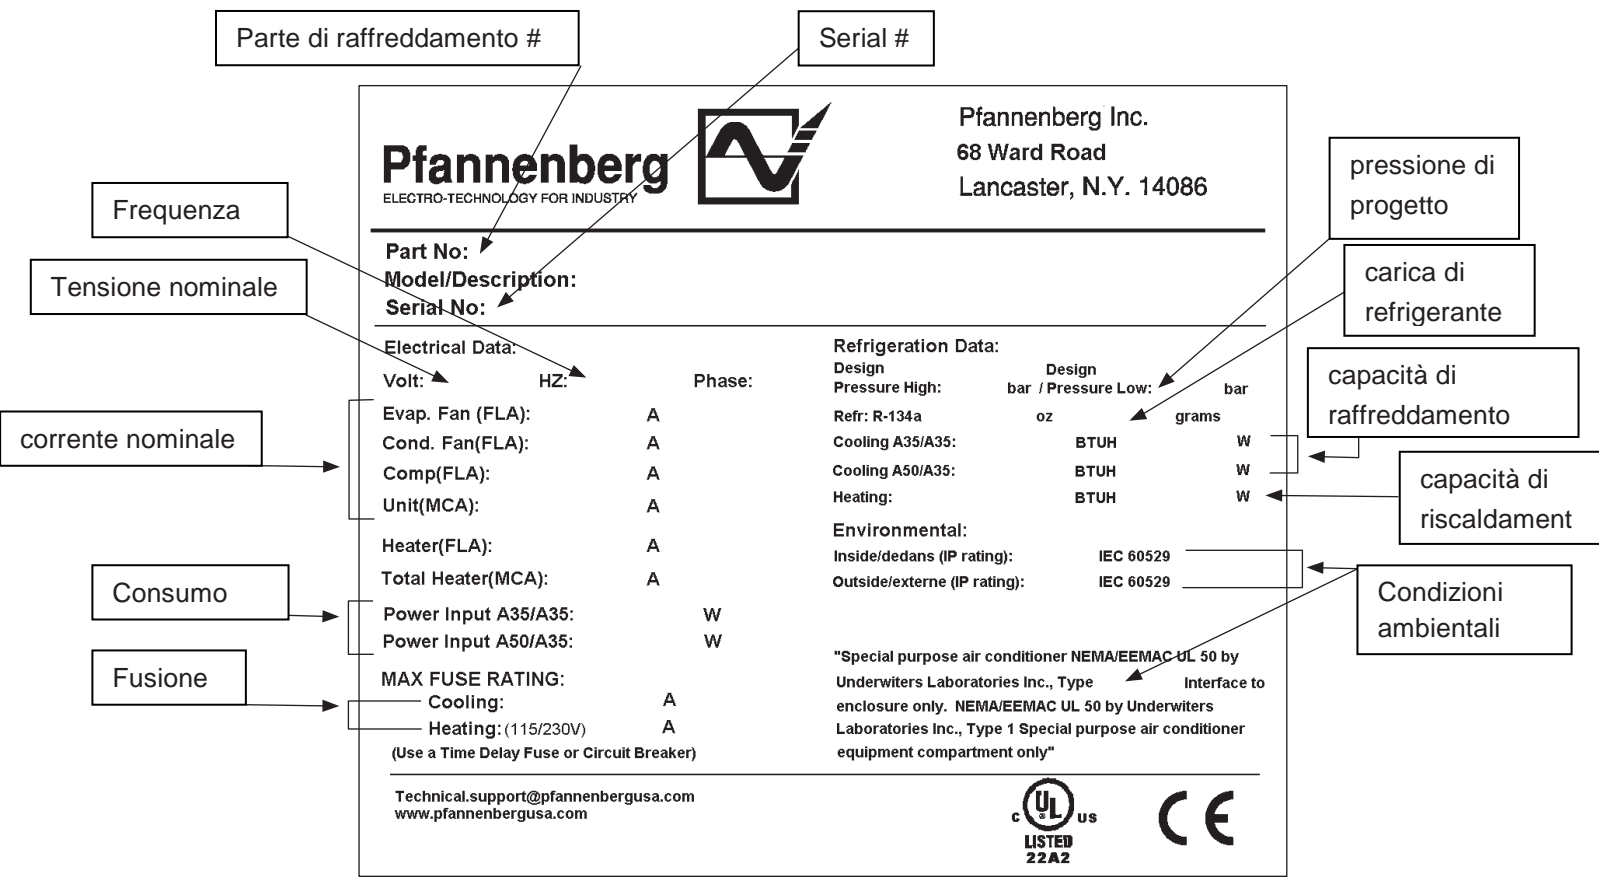 Parte di raffreddamento #
Serial #
Pfannenberg
ELECTRO-TECHNOLOGY FOR INDUSTRY
Pfannenberg Inc.
68 Ward Road
Lancaster, N.Y. 14086
pressione di
progetto
Frequenza
Tensione nominale
carica di
refrigerante
Part No:
Model/Description:
Serial No:
Electrical Data:
Volt: HZ: Phase:
corrente nominale
Evap. Fan (FLA): A
Cond. Fan(FLA): A
Comp(FLA): A
Unit(MCA): A
Heater(FLA): A
Total Heater(MCA): A
Consumo
Power Input A35/A35: W
Power Input A50/A35: W
Fusione
MAX FUSE RATING:
Cooling: A
Heating: (115/230V) A
(Use a Time Delay Fuse or Circuit Breaker)
Refrigeration Data:
Design Design
Pressure High: bar / Pressure Low: bar
Refr: R-134a oz grams
Cooling A35/A35: BTUH W
Cooling A50/A35: BTUH W
Heating: BTUH W
capacità di
raffreddamento
capacità di
riscaldament
Environmental:
Inside/dedans (IP rating): IEC 60529
Outside/externe (IP rating): IEC 60529
Condizioni
ambientali
"Special purpose air conditioner NEMA/EEMAC UL 50 by
Underwiters Laboratories Inc., Type Interface to
enclosure only. NEMA/EEMAC UL 50 by Underwiters
Laboratories Inc., Type 1 Special purpose air conditioner
equipment compartment only"
Technical.support@pfannenbergusa.com
www.pfannenbergusa.com
C UL ® US
LISTED
22A2
CE